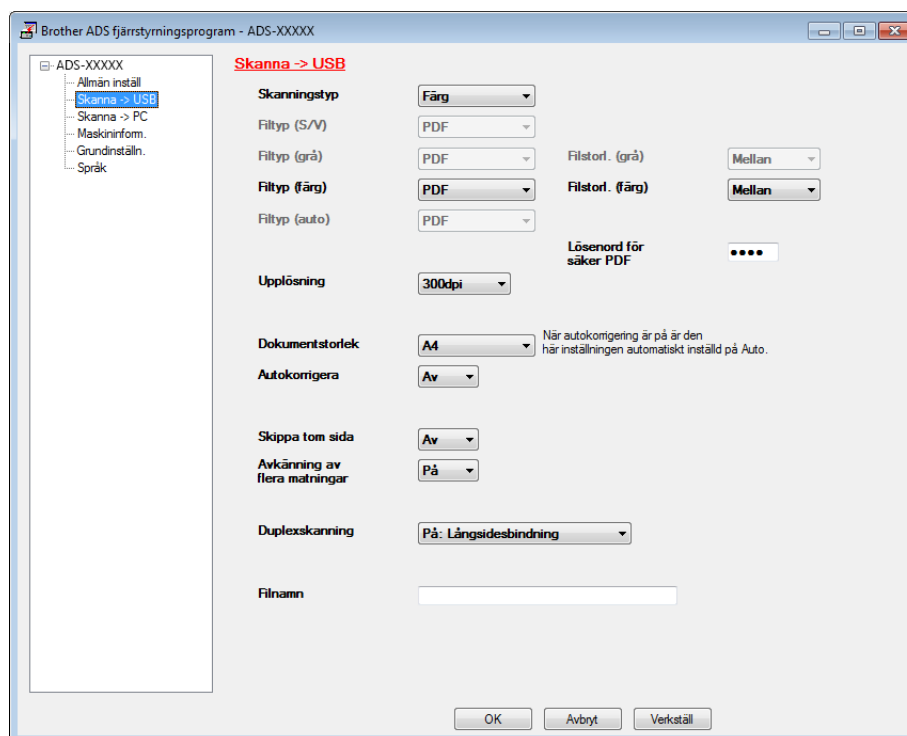 Brother ADS fjärrstyrningsprogram - ADS-XXXXX
ADS-XXXXX
Allmän inställ
Skanna -> USB
Skanna -> PC
Maskininform.
Grundinställn.
Språk
Skanna -> USB
Skanningstyp Färg
Filtyp (S/V) PDF
Filtyp (grå) PDF Filstorl. (grå) Mellan
Filtyp (färg) PDF Filstorl. (färg) Mellan
Filtyp (auto) PDF
Lösenord för
säker PDF ••••
Upplösning 300dpi
Dokumentstorlek A4
När autokorrigering är på är den
här inställningen automatiskt inställd på Auto.
Autokorrigera Av
Skippa tom sida Av
Avkänning av
flera matningar På
Duplexskanning På: Långsidesbindning
Filnamn
OK Avbryt Verkställ